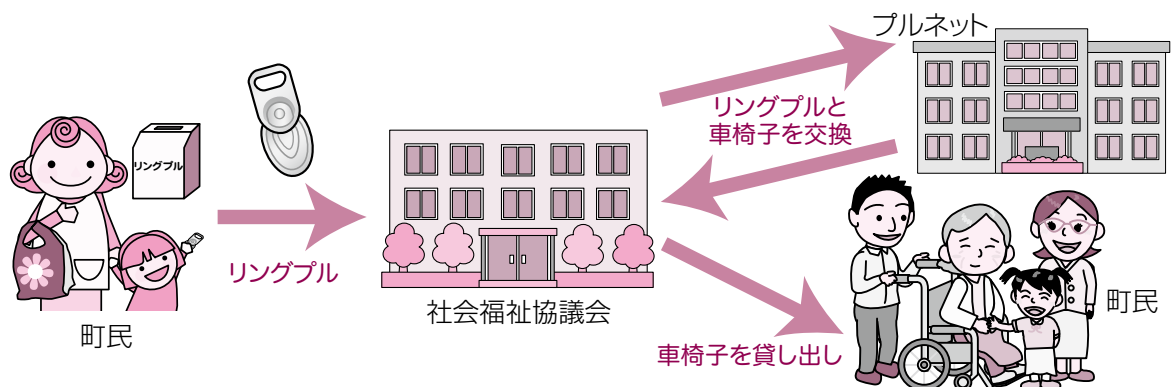 プルネット
リングプルと
車椅子を交換
リングプル
リングプル
町民
社会福祉協議会
車椅子を貸し出し
町民